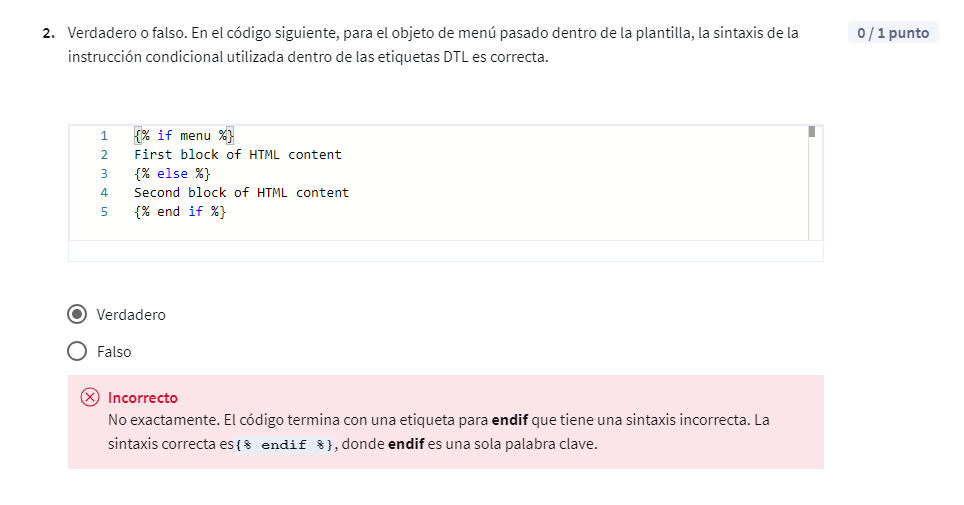 2. Verdadero o falso. En el código siguiente, para el objeto de menú pasado dentro de la plantilla, la sintaxis de la
0 / 1 punto
instrucción condicional utilizada dentro de las etiquetas DTL es correcta.
1 {% if menu %}
2 First block of HTML content
3 {% else %}
4 Second block of HTML content
5 {% end if %}
Verdadero
Falso
Incorrecto
No exactamente. El código termina con una etiqueta para endif que tiene una sintaxis incorrecta. La
sintaxis correcta es{% endif %}, donde endif es una sola palabra clave.